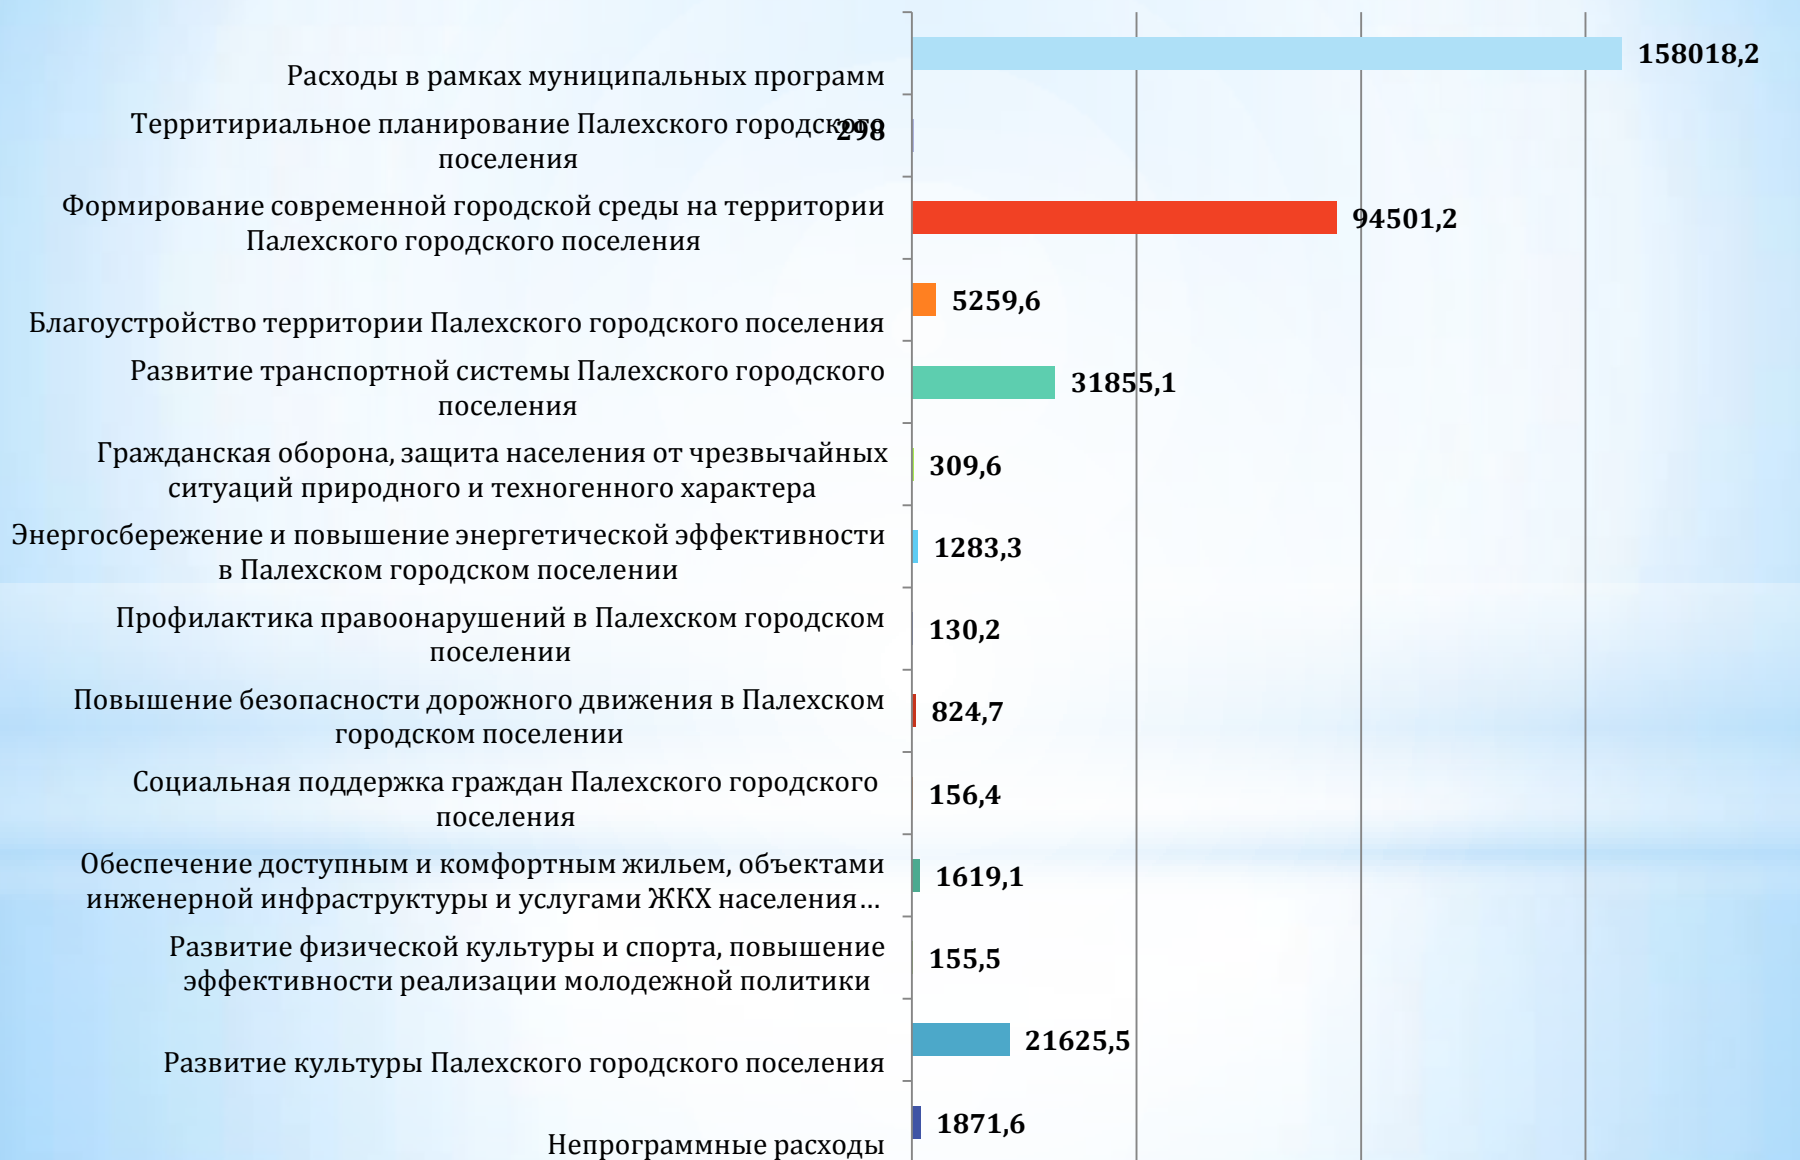 Расходы в рамках муниципальных программ
158018,2
Территириальное планирование Палехского городского
поселения
298
Формирование современной городской среды на территории
Палехского городского поселения
94501,2
Благоустройство территории Палехского городского поселения
5259,6
Развитие транспортной системы Палехского городского
поселения
31855,1
Гражданская оборона, защита населения от чрезвычайных
ситуаций природного и техногенного характера
309,6
Энергосбережение и повышение энергетической эффективности
в Палехском городском поселении
1283,3
Профилактика правоонарушений в Палехском городском
поселении
130,2
Повышение безопасности дорожного движения в Палехском
городском поселении
824,7
Социальная поддержка граждан Палехского городского
поселения
156,4
Обеспечение доступным и комфортным жильем, объектами
инженерной инфраструктуры и услугами ЖКХ населения…
1619,1
Развитие физической культуры и спорта, повышение
эффективности реализации молодежной политики
155,5
Развитие культуры Палехского городского поселения
21625,5
Непрограммные расходы
1871,6